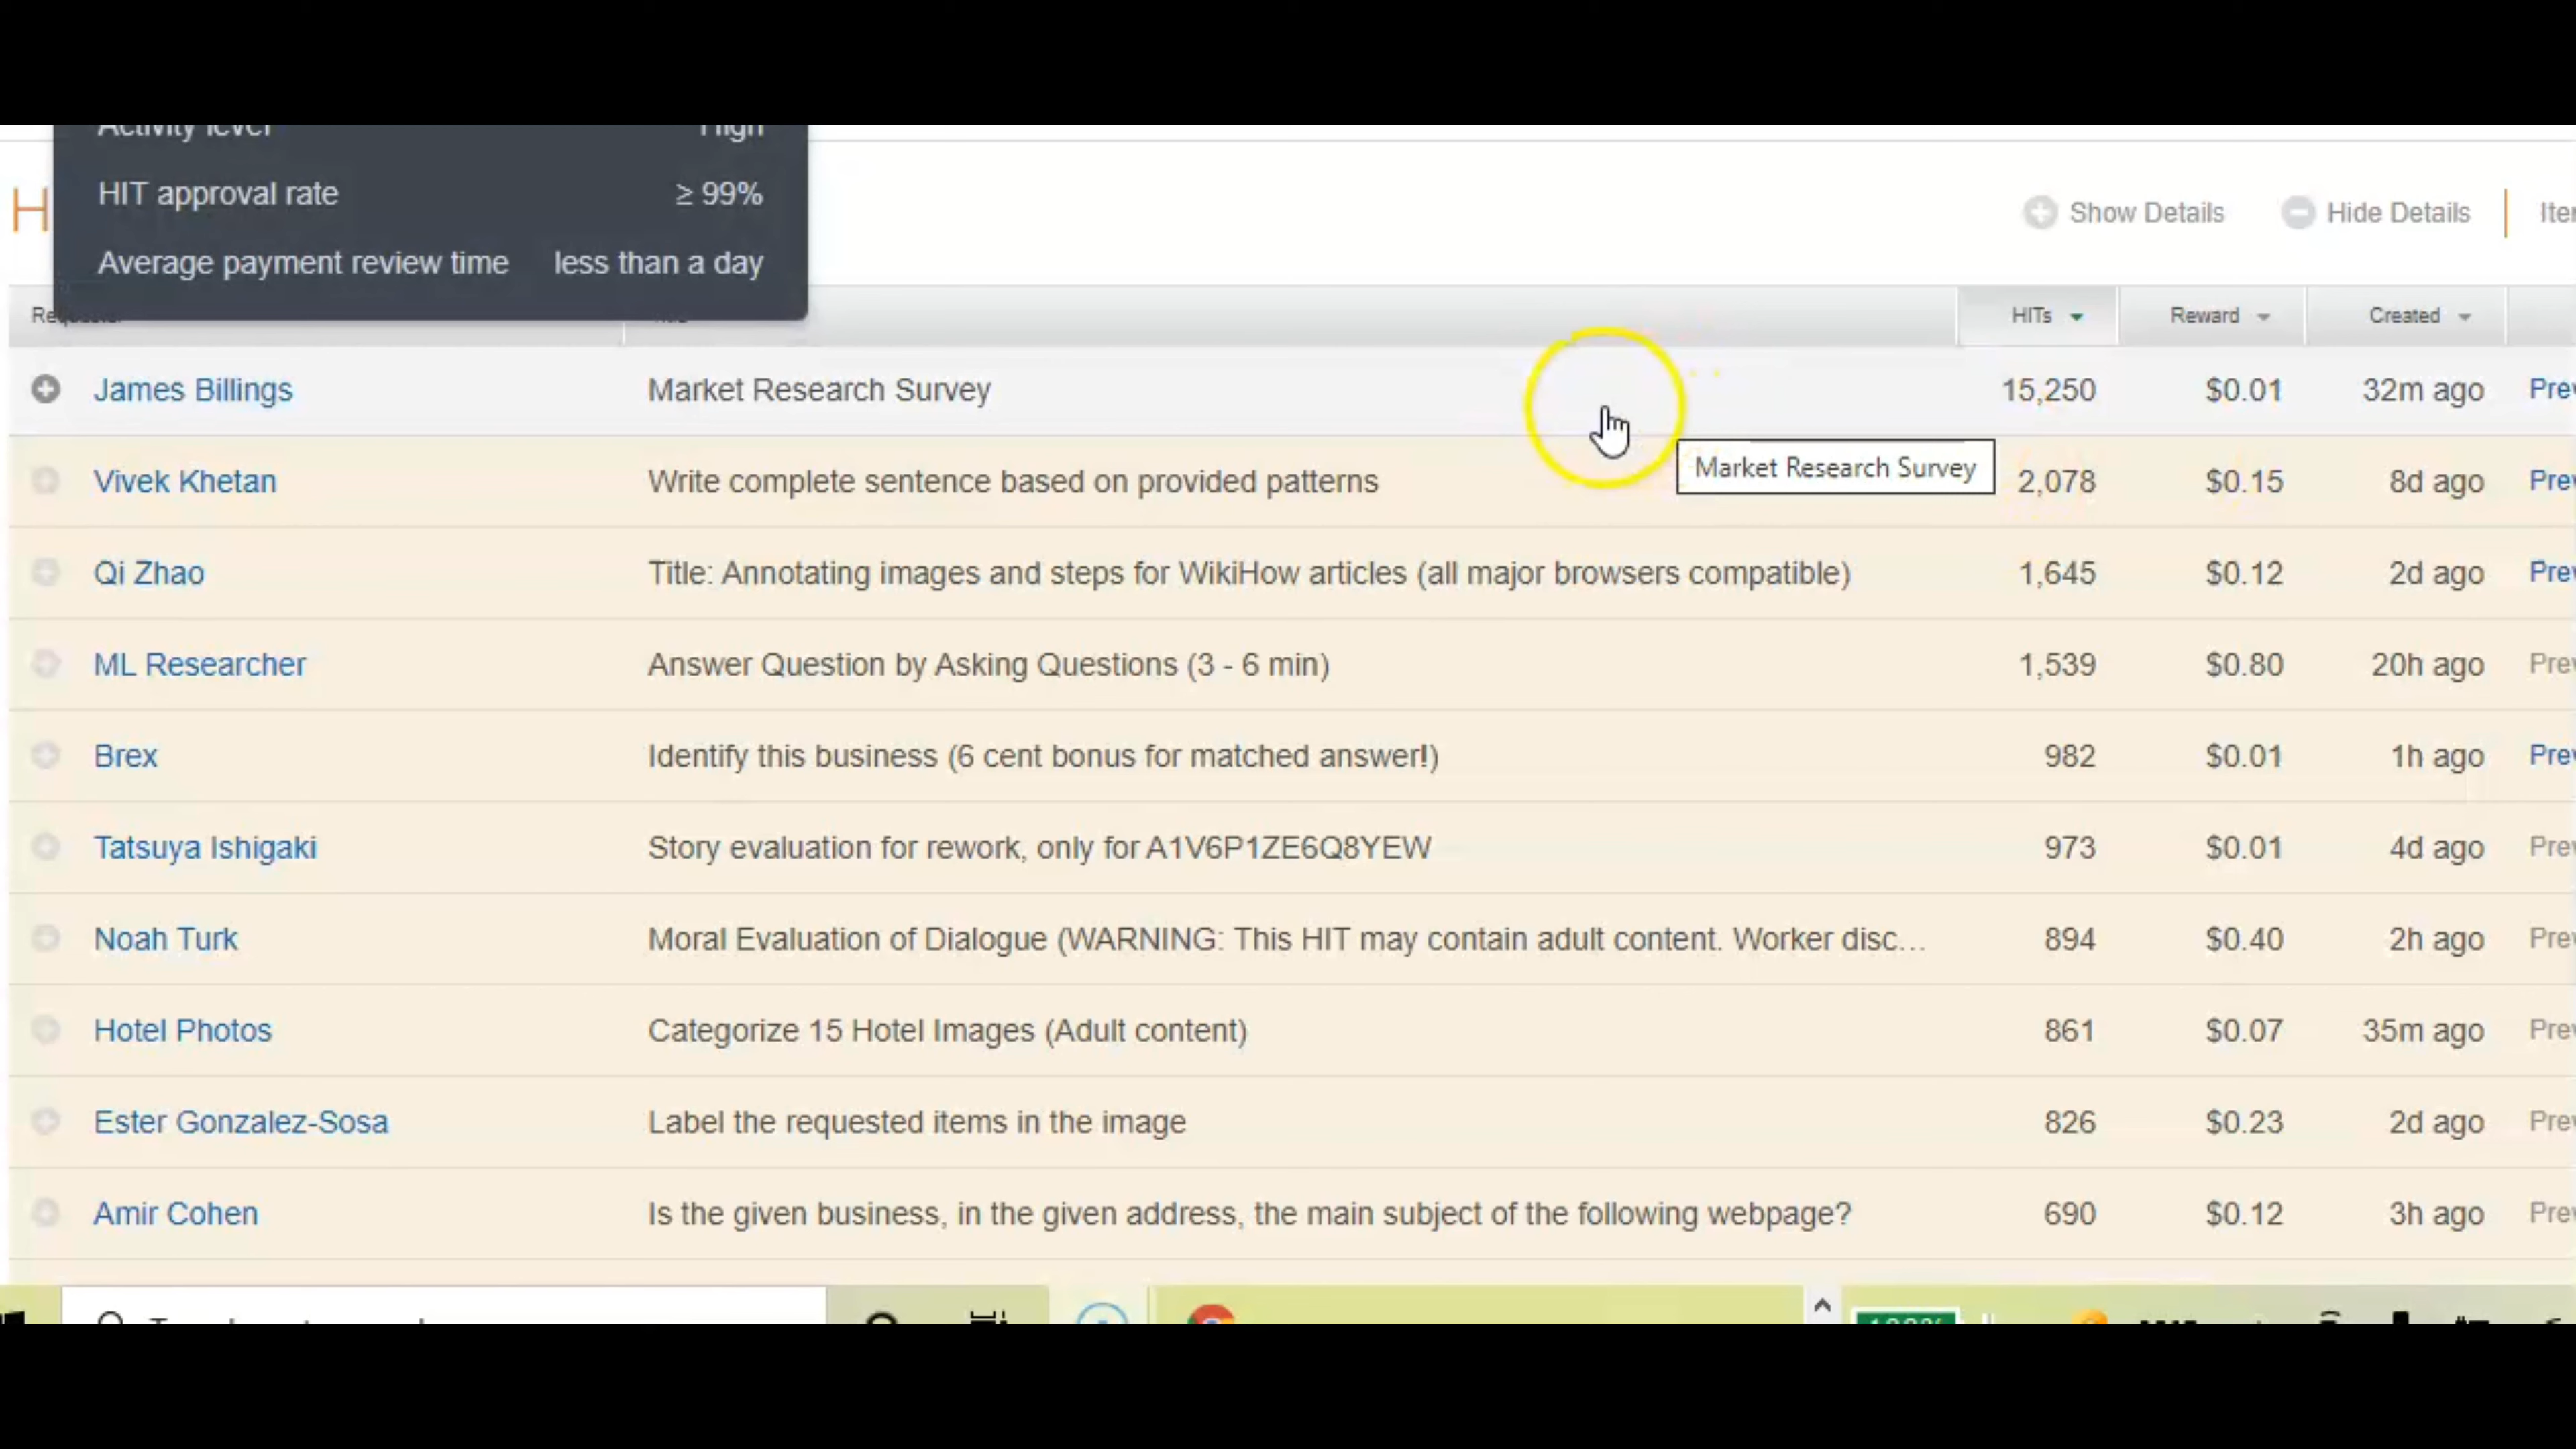 Activity level High
H
HIT approval rate ≥ 99%
Show Details Hide Details
Average payment review time less than a day
HITs Reward Created
James Billings Market Research Survey 15,250 $0.01 32m ago
Market Research Survey
Vivek Khetan Write complete sentence based on provided patterns 2,078 $0.15 8d ago
Qi Zhao Title: Annotating images and steps for WikiHow articles (all major browsers compatible) 1,645 $0.12 2d ago
ML Researcher Answer Question by Asking Questions (3 - 6 min) 1,539 $0.80 20h ago
Brex Identify this business (6 cent bonus for matched answer!) 982 $0.01 1h ago
Tatsuya Ishigaki Story evaluation for rework, only for A1V6P1ZE6Q8YEW 973 $0.01 4d ago
Noah Turk Moral Evaluation of Dialogue (WARNING: This HIT may contain adult content. Worker disc... 894 $0.40 2h ago
Hotel Photos Categorize 15 Hotel Images (Adult content) 861 $0.07 35m ago
Ester Gonzalez-Sosa Label the requested items in the image 826 $0.23 2d ago
Amir Cohen Is the given business, in the given address, the main subject of the following webpage? 690 $0.12 3h ago